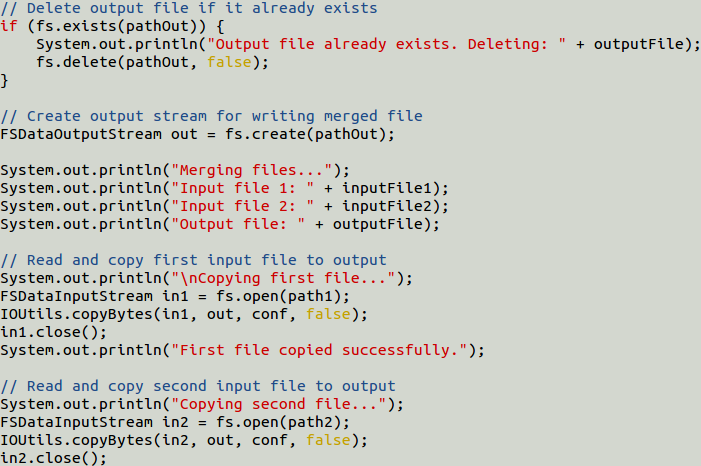 // Delete output file if it already exists
if (fs.exists(pathOut)) {
    System.out.println("Output file already exists. Deleting: " + outputFile);
    fs.delete(pathOut, false);
}

// Create output stream for writing merged file
FSDataOutputStream out = fs.create(pathOut);

System.out.println("Merging files...");
System.out.println("Input file 1: " + inputFile1);
System.out.println("Input file 2: " + inputFile2);
System.out.println("Output file: " + outputFile);

// Read and copy first input file to output
System.out.println("\nCopying first file...");
FSDataInputStream in1 = fs.open(path1);
IOUtils.copyBytes(in1, out, conf, false);
in1.close();
System.out.println("First file copied successfully.");

// Read and copy second input file to output
System.out.println("Copying second file...");
FSDataInputStream in2 = fs.open(path2);
IOUtils.copyBytes(in2, out, conf, false);
in2.close();